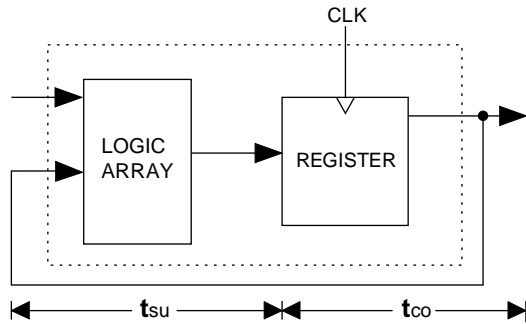 CLK
LOGIC
ARRAY
REGISTER
tsu
tco